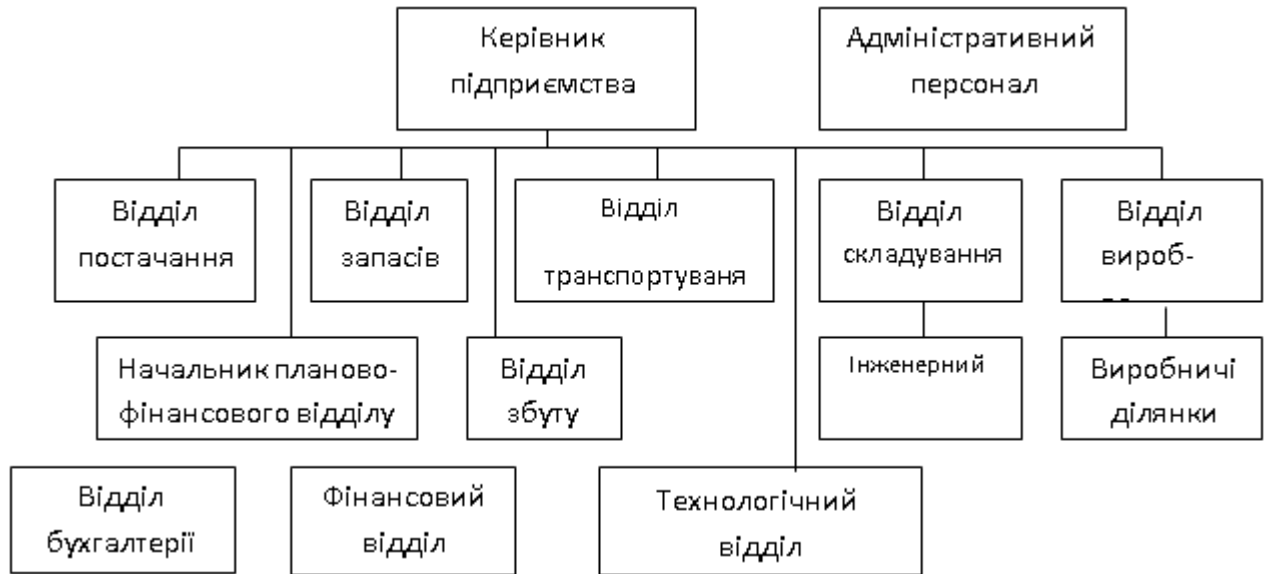 Керівник
підприємства
Адміністративний
персонал
Відділ
постачання
Відділ
запасів
Відділ
транспортуваня
Відділ
складування
Відділ
вироб-
Начальник планово-
фінансового відділу
Відділ
збуту
Інженерний
Виробничі
ділянки
Відділ
бухгалтерії
Фінансовий
відділ
Технологічний
відділ